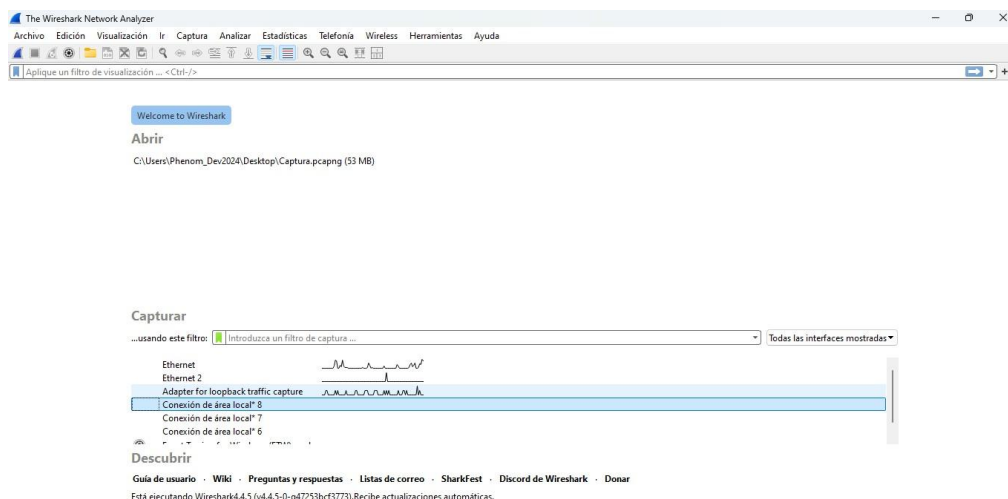 The Wireshark Network Analyzer
Archivo Edición Visualización Ir Captura Analizar Estadísticas Telefonía Wireless Herramientas Ayuda
Aplique un filtro de visualización ... <Ctrl-/>
Welcome to Wireshark
Abrir
C:\Users\Phenom_Dev2024\Desktop\Captura.pcapng (53 MB)
Capturar
...usando este filtro: Introduzca un filtro de captura ... Todas las interfaces mostradas
Ethernet
Ethernet 2
Adapter for loopback traffic capture
Conexión de área local* 8
Conexión de área local* 7
Conexión de área local* 6
Descubrir
Guía de usuario · Wiki · Preguntas y respuestas · Listas de correo · SharkFest · Discord de Wireshark · Donar
Está ejecutando Wireshark4.4.5 (v4.4.5-0-g47253bcf3773).Recibe actualizaciones automáticas.